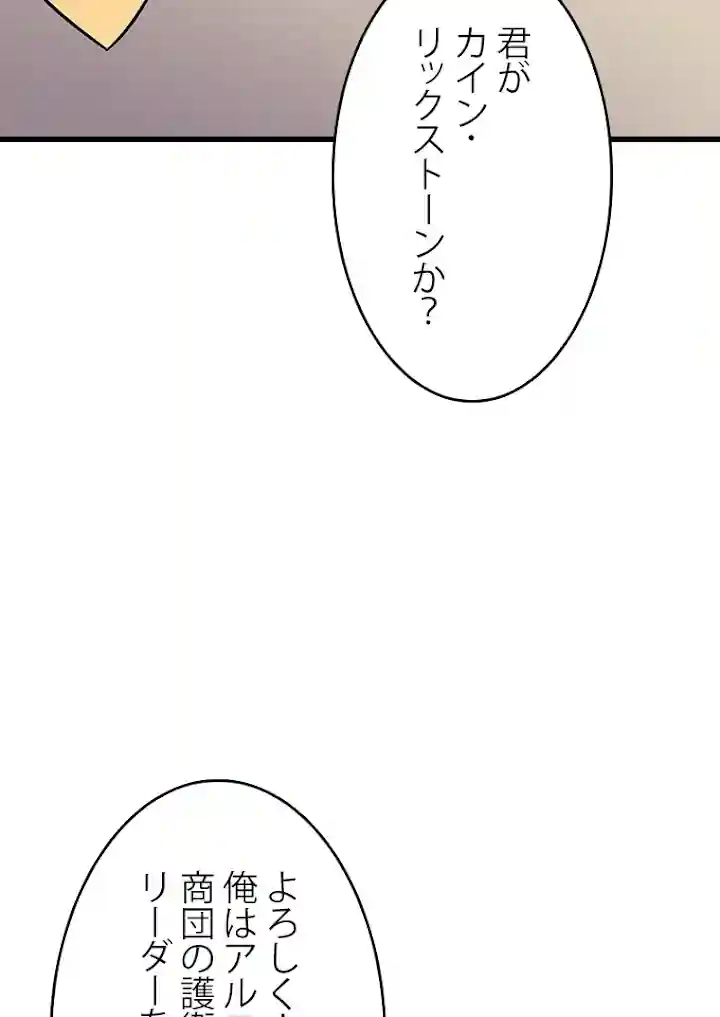 君が
カイン・
リックストーンか？
よろしく
俺はアル
商団の護衛
リーダー